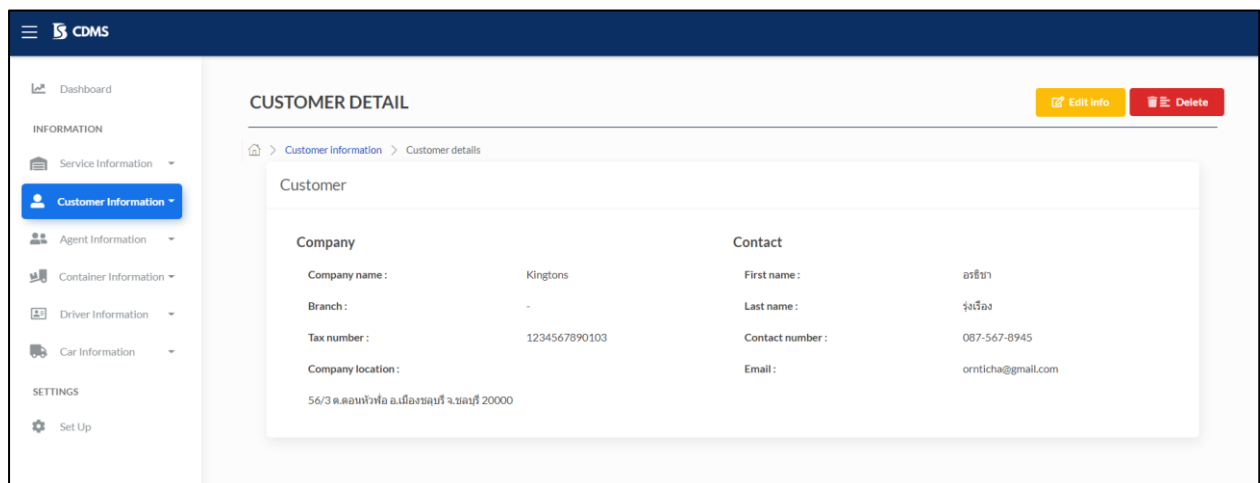 CDMS
Dashboard
INFORMATION
Service Information
Customer Information
Agent Information
Container Information
Driver Information
Car Information
SETTINGS
Set Up
CUSTOMER DETAIL
Edit info
Delete
Customer information > Customer details
Customer
Company
Company name : Kingtons
Branch : -
Tax number : 1234567890103
Company location :
56/3 ต.ดอนหัวฬ่อ อ.เมืองชลบุรี จ.ชลบุรี 20000
Contact
First name : อรธิชา
Last name : รุ่งเรือง
Contact number : 087-567-8945
Email : ornticha@gmail.com